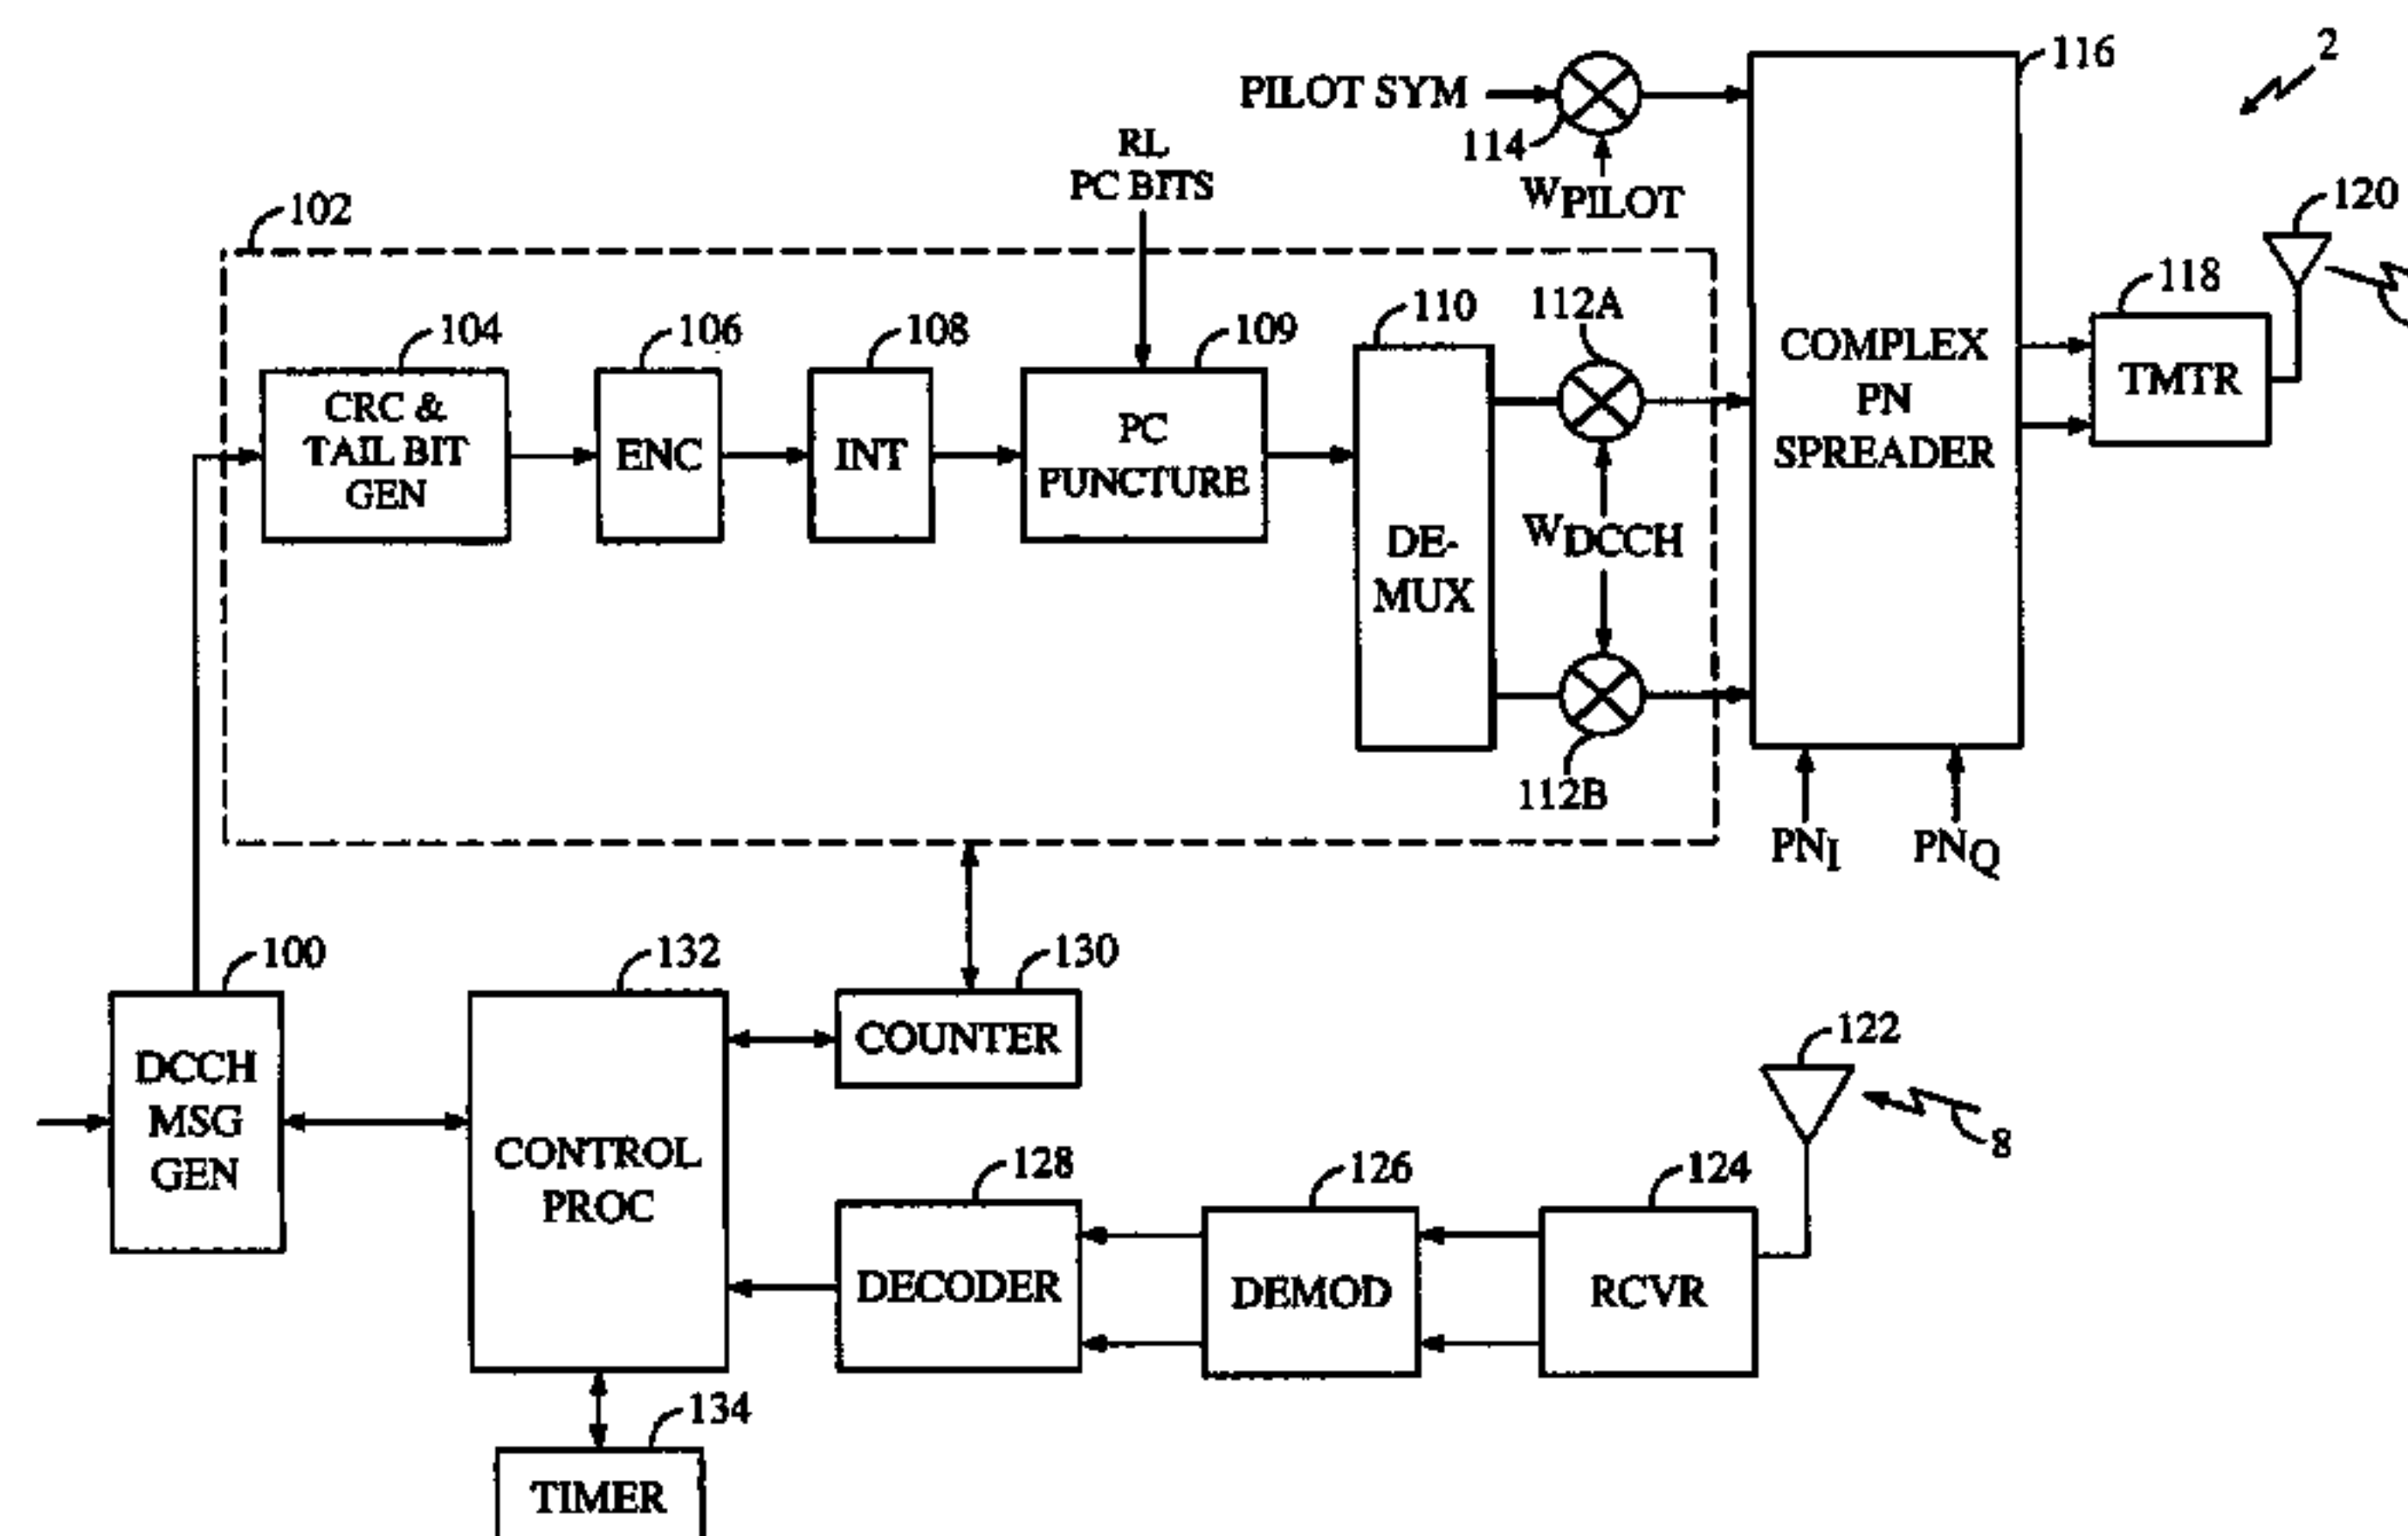 2
116
PILOT SYM
114
WPILOT
RL
PC BITS
120
102
118
TMTR
104
CRC &
TAIL BIT
GEN
106
ENC
108
INT
109
PC
PUNCTURE
110
DE-
MUX
112A
WDCCH
112B
COMPLEX
PN
SPREADER
PNI
PNQ
100
DCCH
MSG
GEN
132
CONTROL
PROC
130
COUNTER
122
8
128
DECODER
126
DEMOD
124
RCVR
134
TIMER